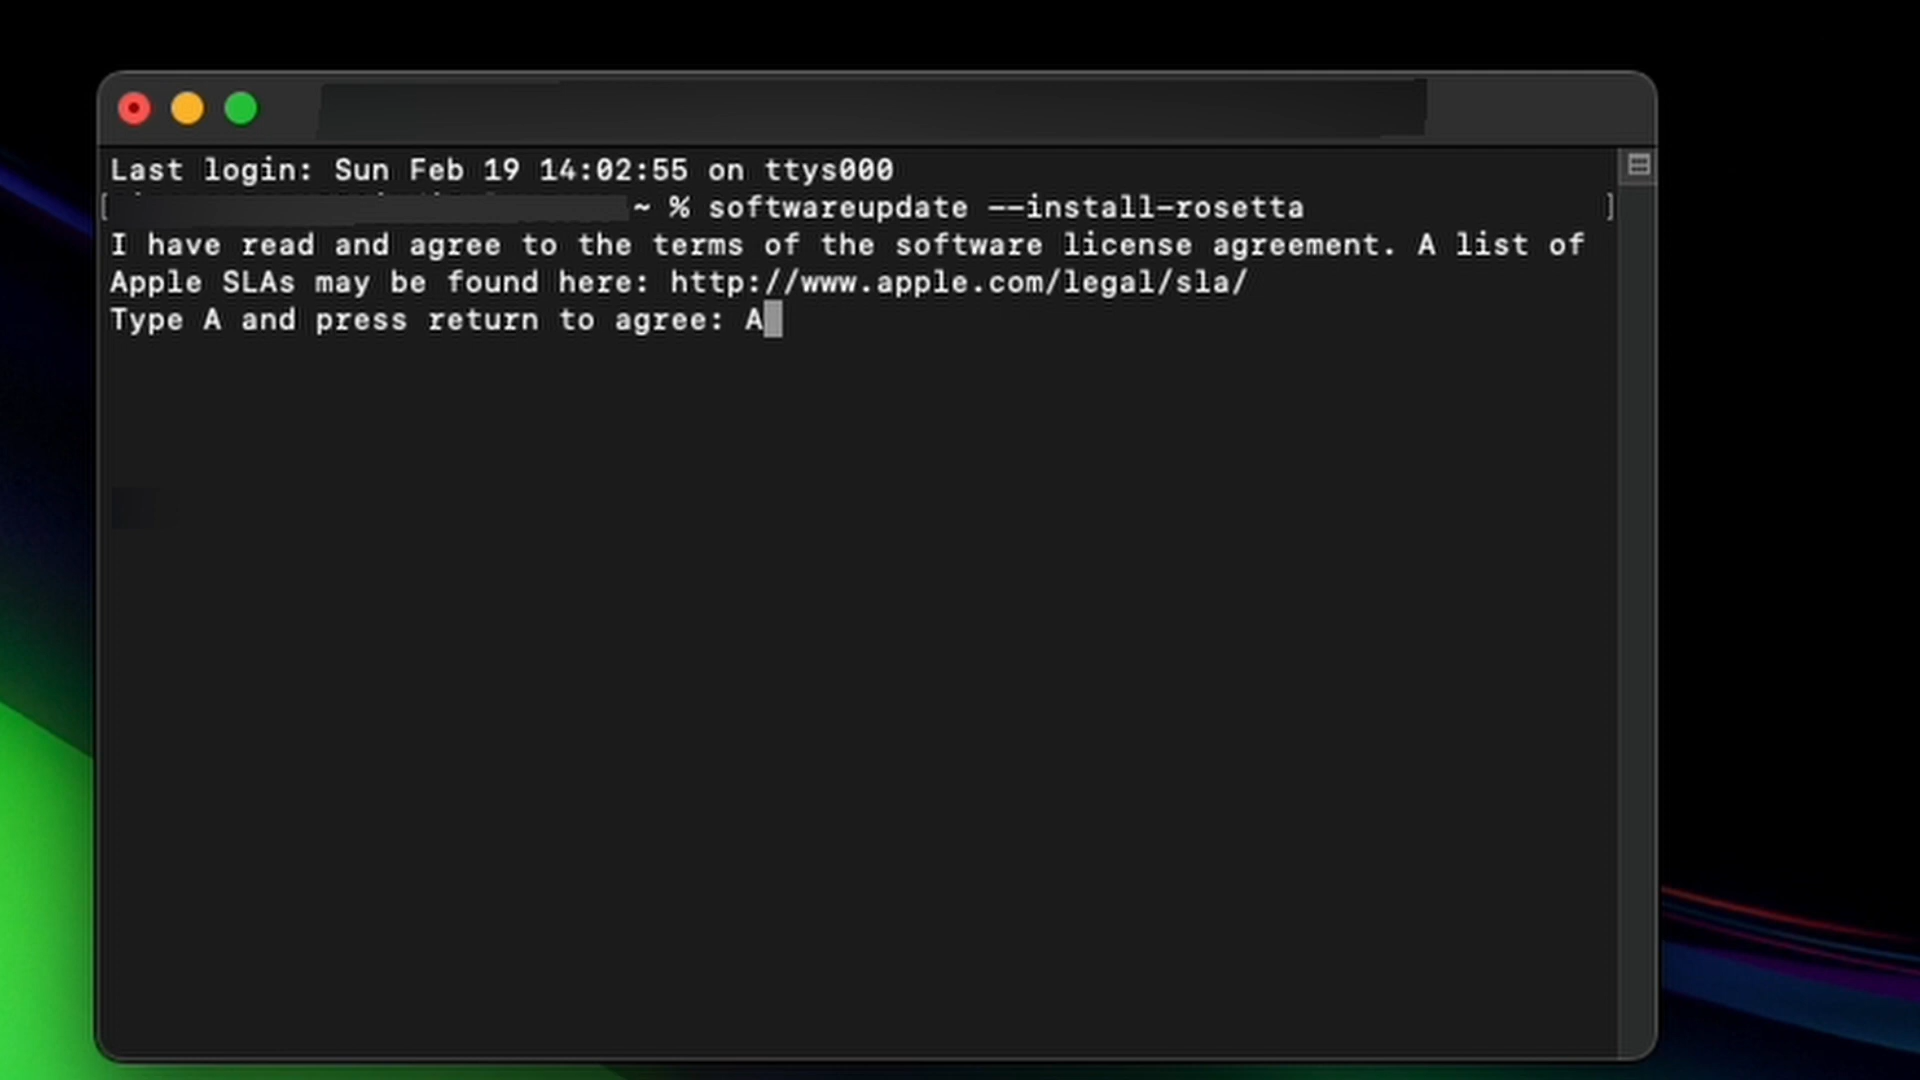 Last login: Sun Feb 19 14:02:55 on ttys000
[ ~ % softwareupdate --install-rosetta ]
I have read and agree to the terms of the software license agreement. A list of
Apple SLAs may be found here: http://www.apple.com/legal/sla/
Type A and press return to agree: A